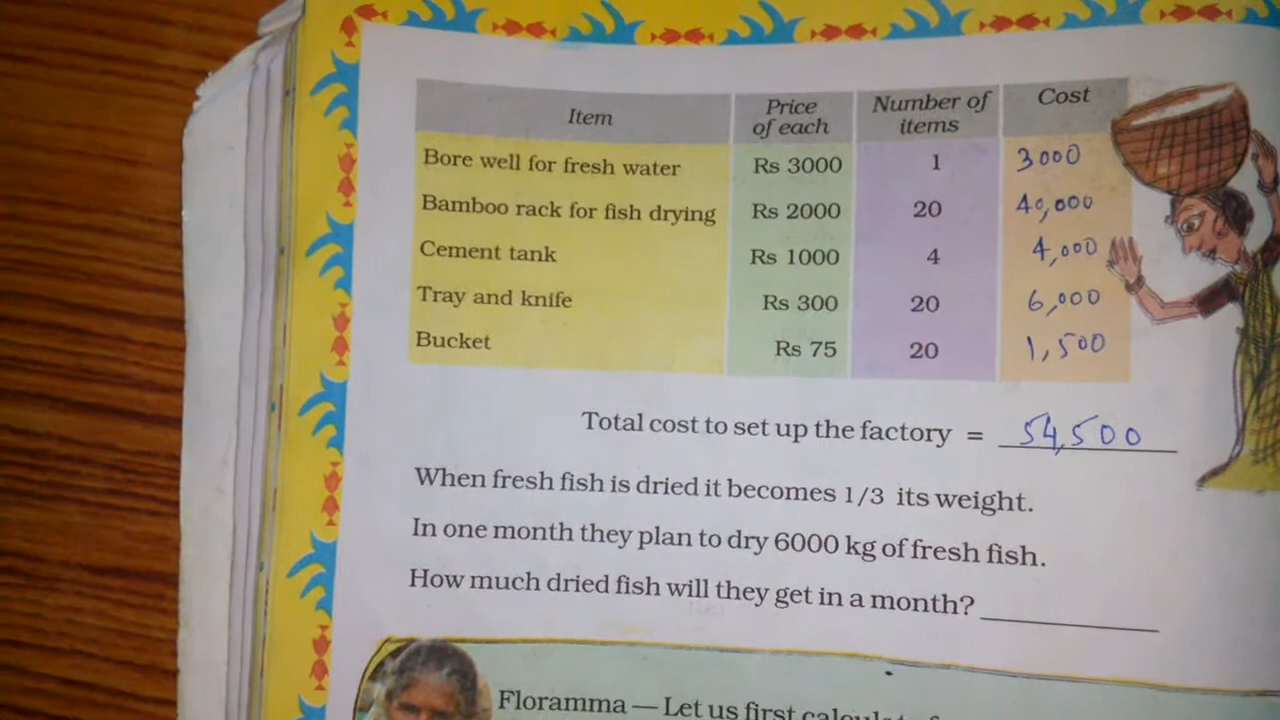 Item Price of each Number of items Cost
Bore well for fresh water Rs 3000 1 3000
Bamboo rack for fish drying Rs 2000 20 40,000
Cement tank Rs 1000 4 4,000
Tray and knife Rs 300 20 6,000
Bucket Rs 75 20 1,500
Total cost to set up the factory = 54,500
When fresh fish is dried it becomes 1/3 its weight.
In one month they plan to dry 6000 kg of fresh fish.
How much dried fish will they get in a month?
Floramma — Let us first